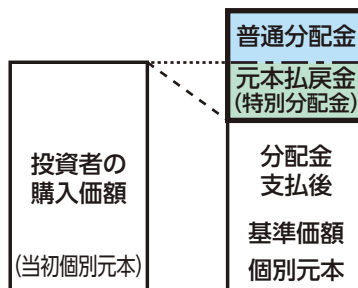 普通分配金
元本払戻金
(特別分配金)
投資者の
購入価額
(当初個別元本)
分配金
支払後
基準価額
個別元本